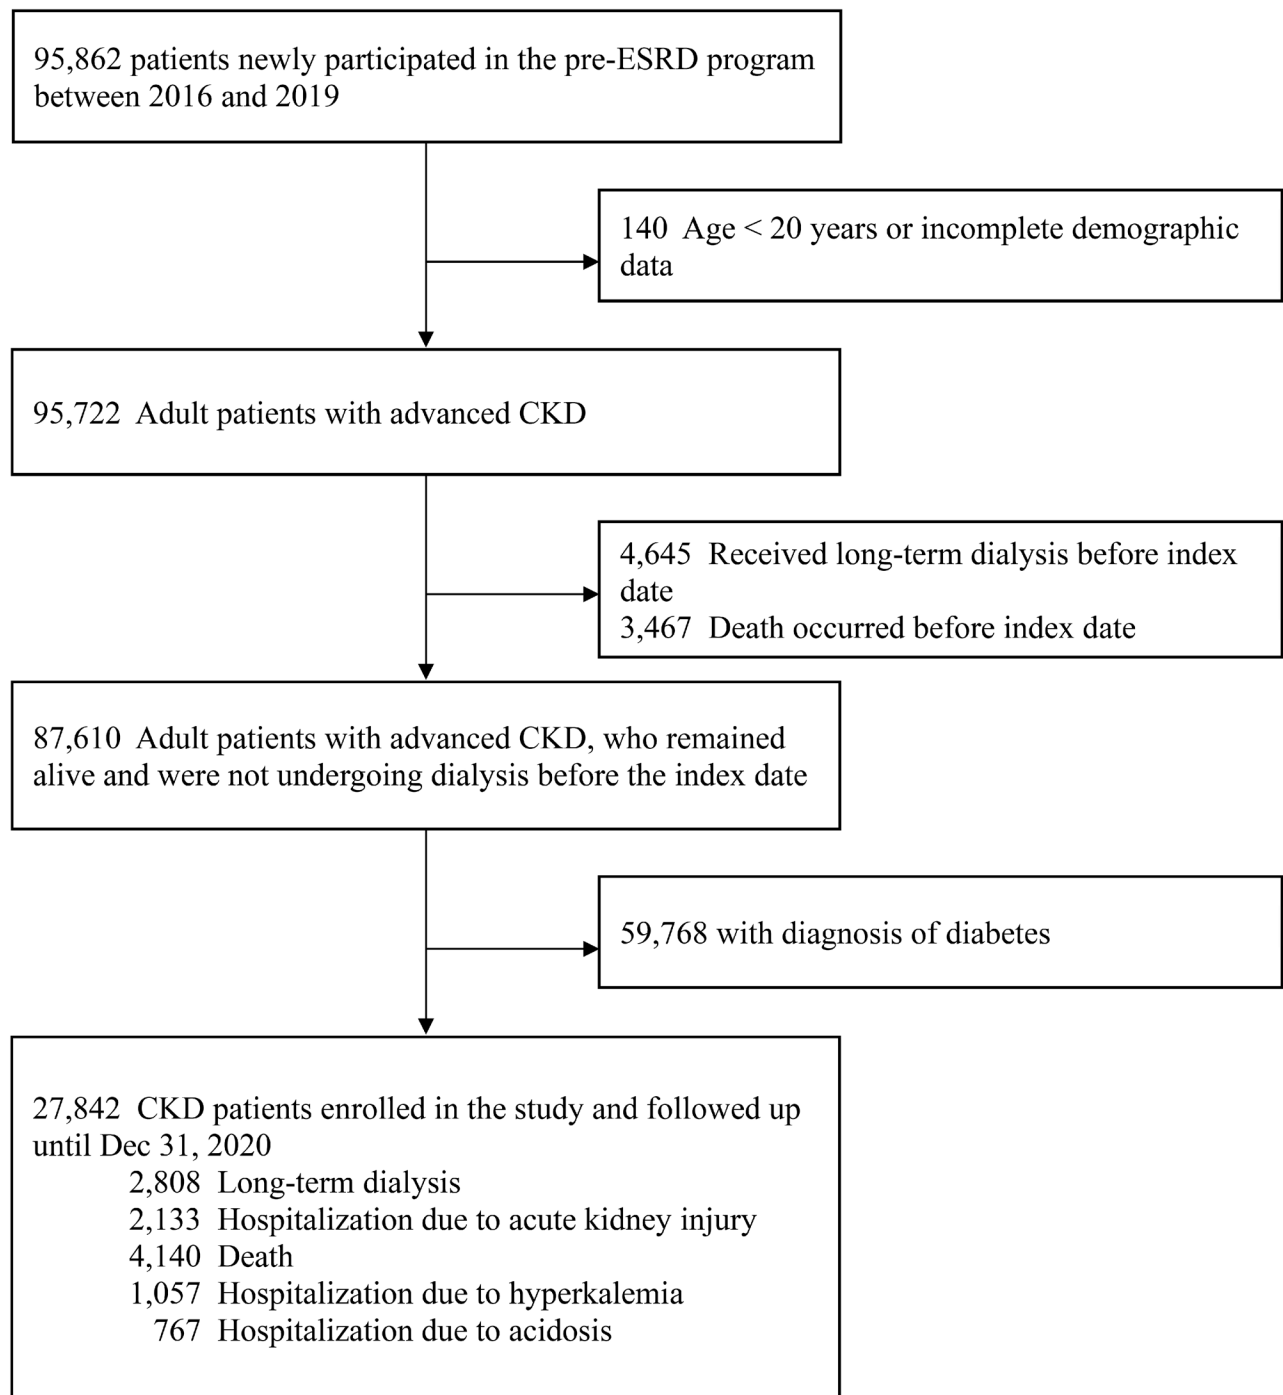 95,862 patients newly participated in the pre-ESRD program
between 2016 and 2019
140  Age < 20 years or incomplete demographic
data
95,722  Adult patients with advanced CKD
4,645  Received long-term dialysis before index
date
3,467  Death occurred before index date
87,610  Adult patients with advanced CKD, who remained
alive and were not undergoing dialysis before the index date
59,768 with diagnosis of diabetes
27,842  CKD patients enrolled in the study and followed up
until Dec 31, 2020
2,808  Long-term dialysis
2,133  Hospitalization due to acute kidney injury
4,140  Death
1,057  Hospitalization due to hyperkalemia
767  Hospitalization due to acidosis